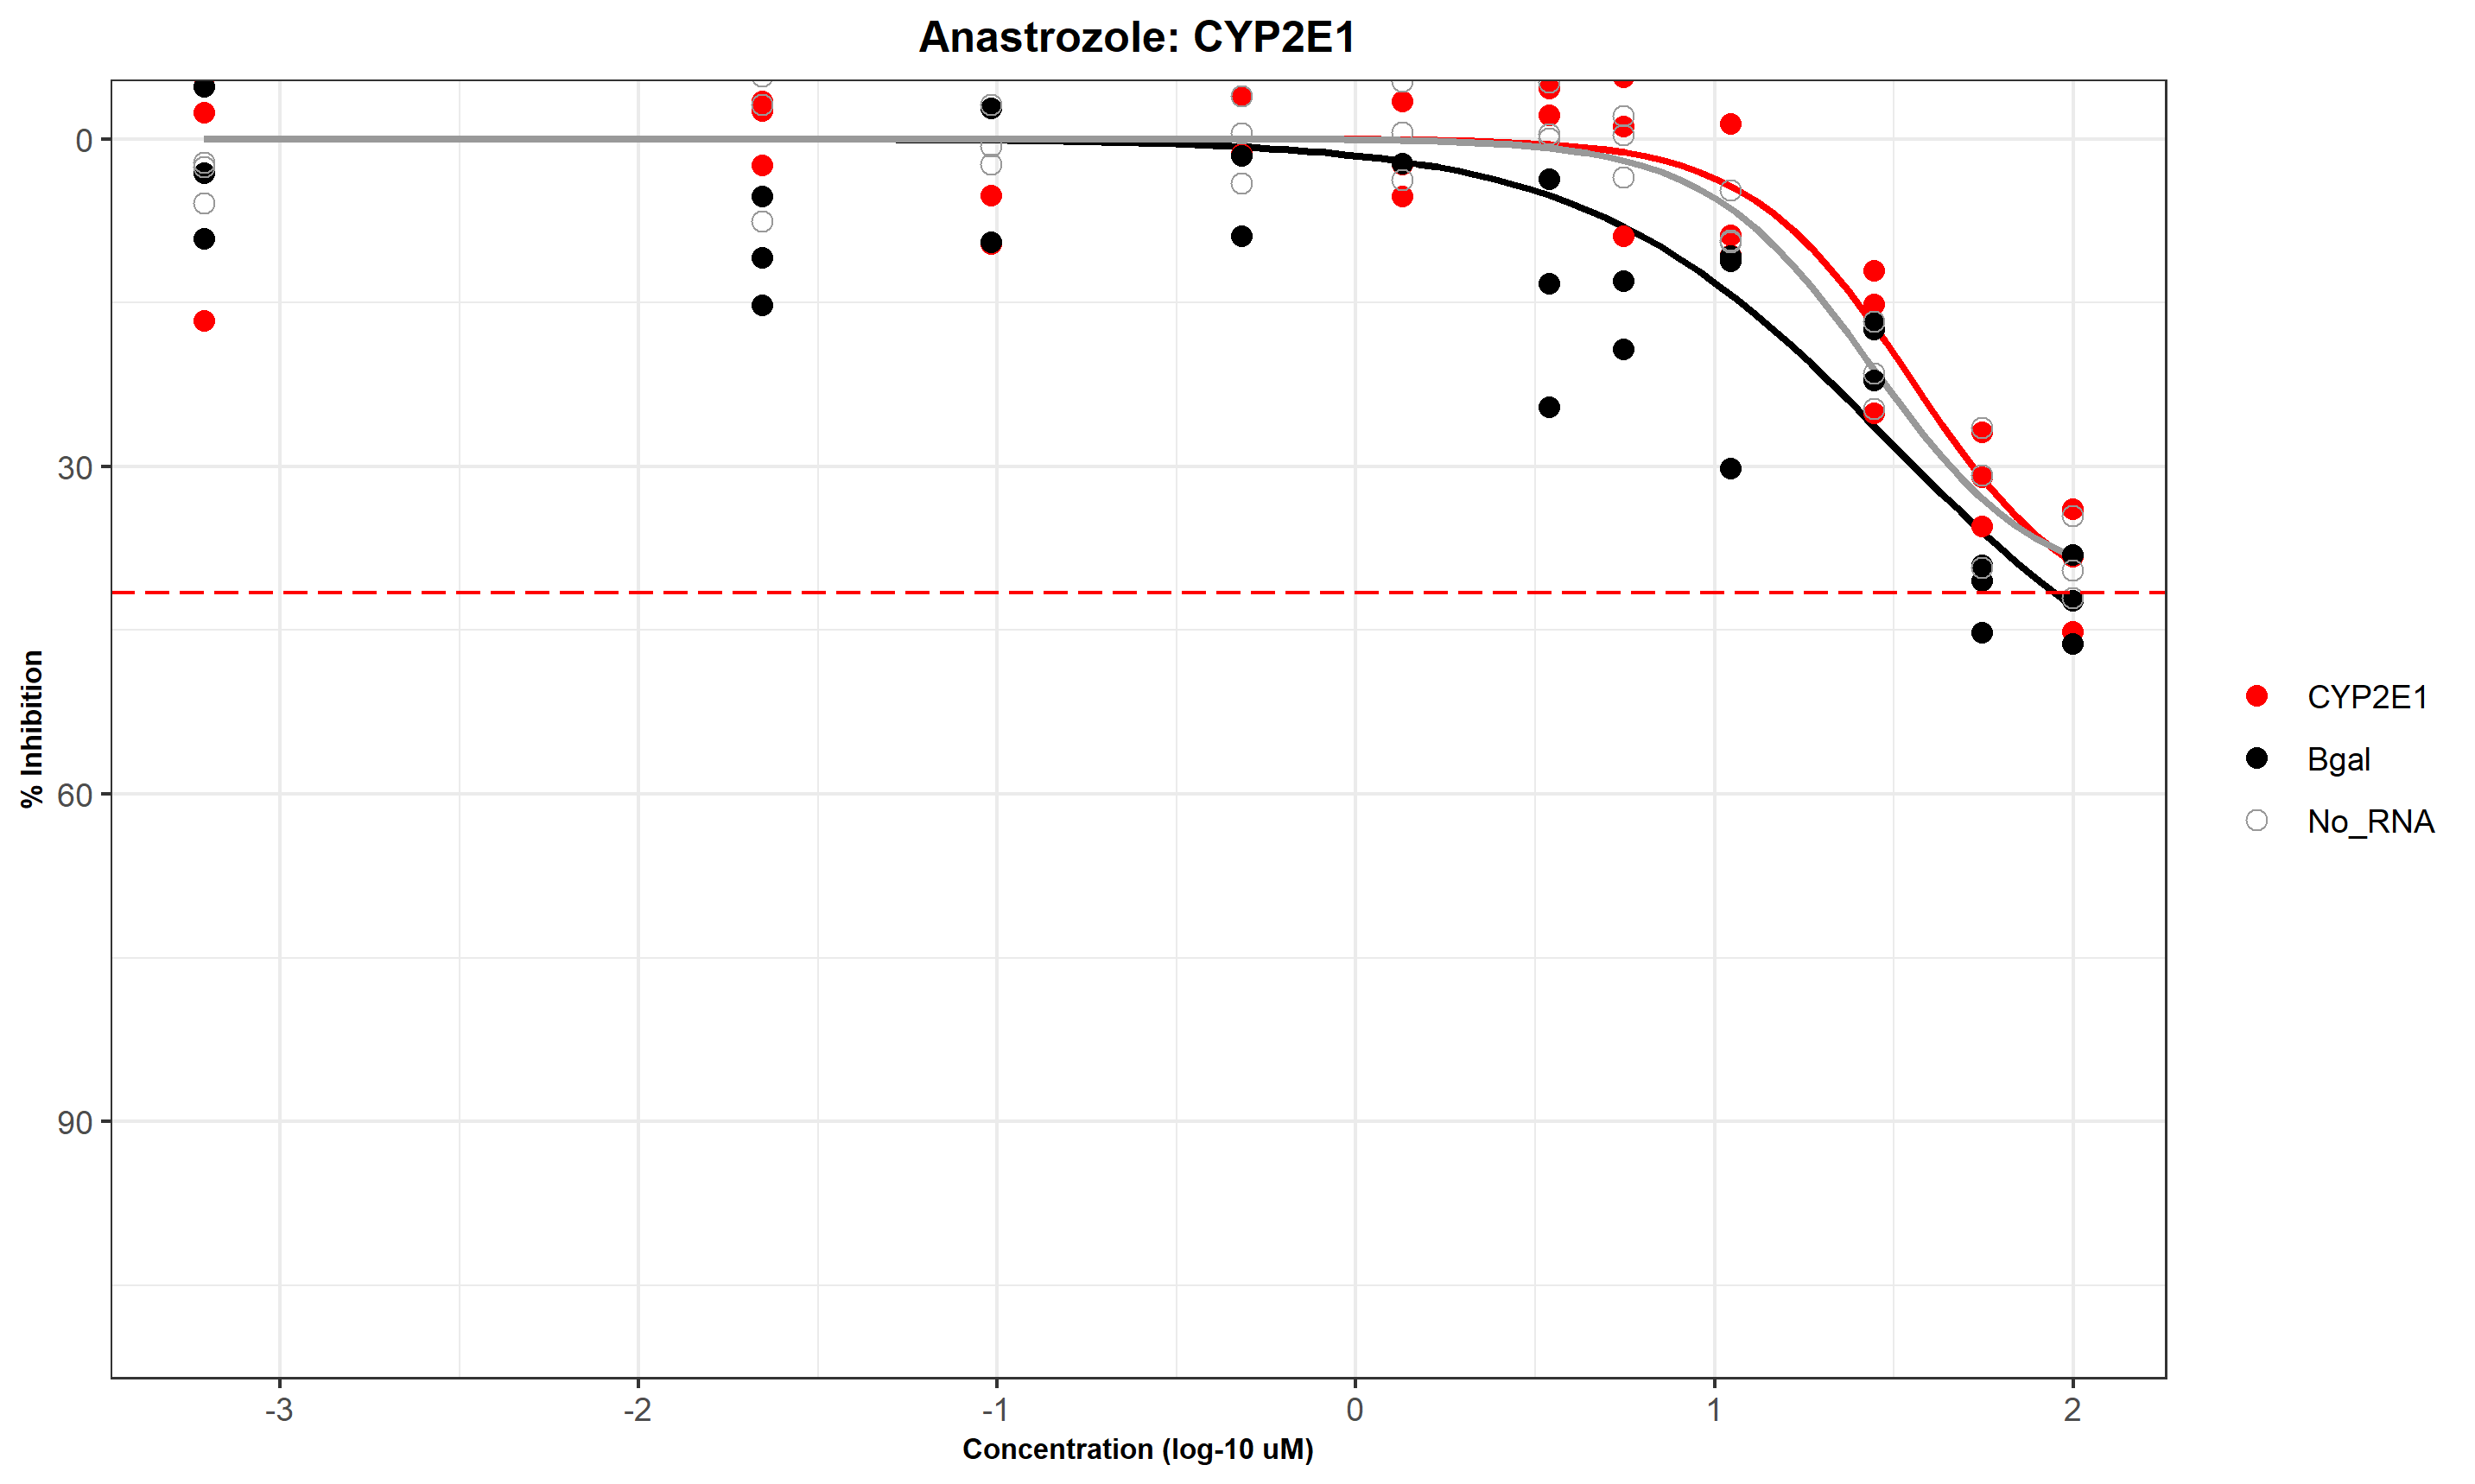 Anastrozole: CYP2E1
% Inhibition
0
30
60
90
-3
-2
-1
0
1
2
Concentration (log-10 uM)
CYP2E1
Bgal
No_RNA